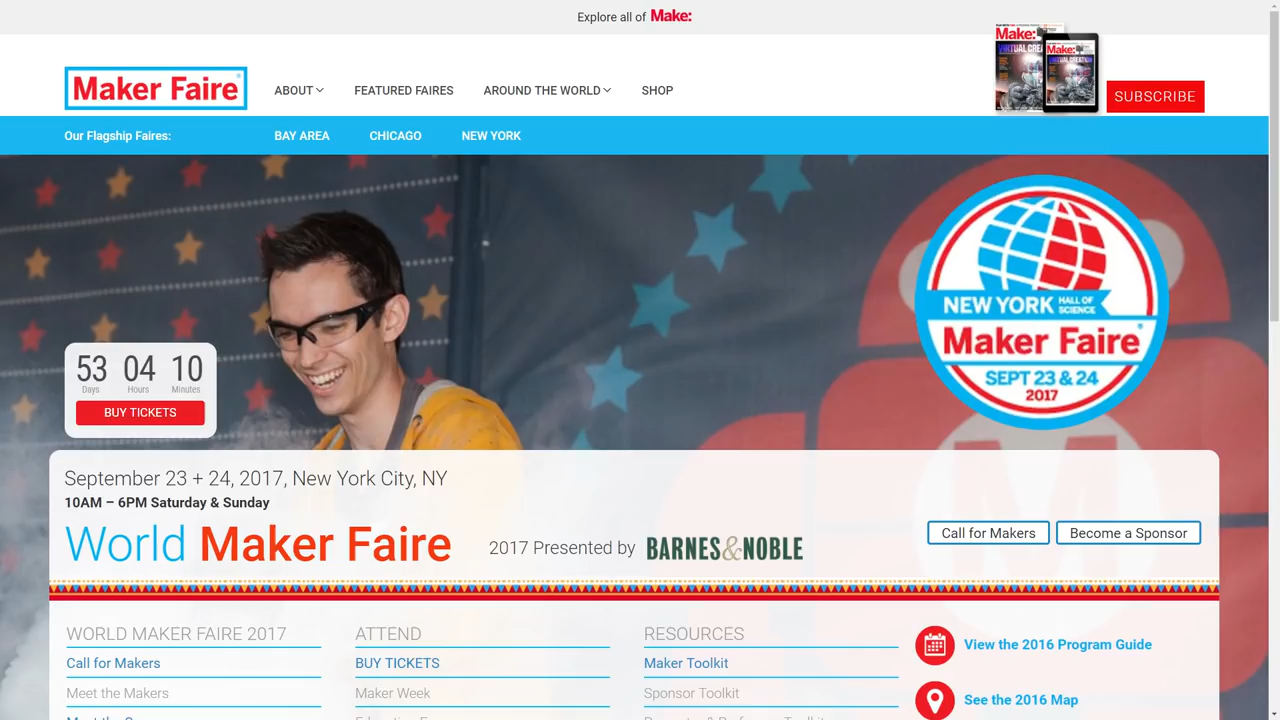 Explore all of Make:
Make:
Make:
Maker Faire®
ABOUT
FEATURED FAIRES
AROUND THE WORLD
SHOP
SUBSCRIBE
Our Flagship Faires:
BAY AREA
CHICAGO
NEW YORK
NEW YORK HALL OF SCIENCE
Maker Faire®
SEPT 23 & 24
2017
53 04 10
Days Hours Minutes
BUY TICKETS
September 23 + 24, 2017, New York City, NY
10AM – 6PM Saturday & Sunday
World Maker Faire
2017 Presented by BARNES&NOBLE
Call for Makers
Become a Sponsor
WORLD MAKER FAIRE 2017
Call for Makers
Meet the Makers
ATTEND
BUY TICKETS
Maker Week
RESOURCES
Maker Toolkit
Sponsor Toolkit
View the 2016 Program Guide
See the 2016 Map